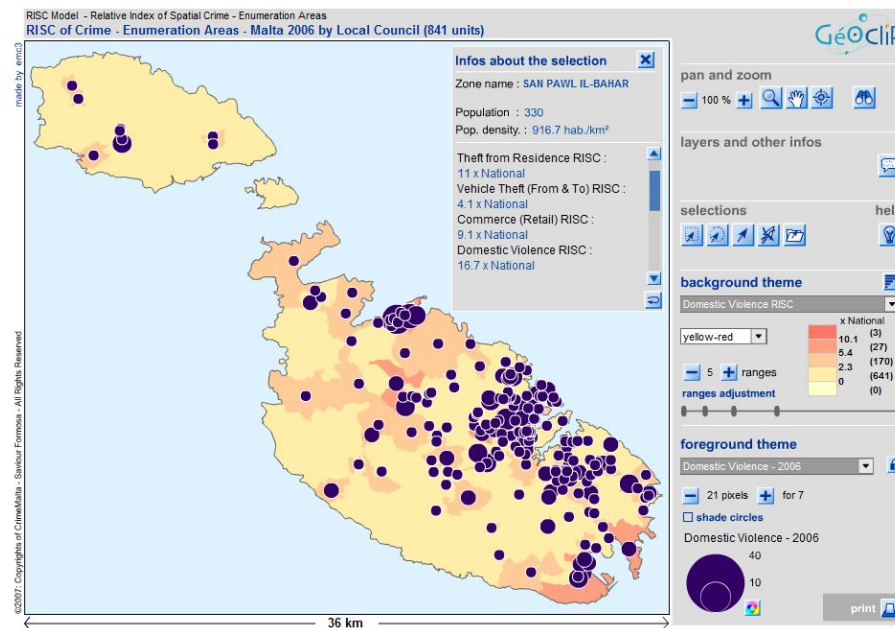 RISC Model - Relative Index of Spatial Crime - Enumeration Areas
RISC of Crime - Enumeration Areas - Malta 2006 by Local Council (841 units)
made by emc3
©2007: Copyrights of CrimeMalta - Saviour Formosa - All Rights Reserved
Infos about the selection
Zone name : SAN PAWL IL-BAHAR
Population : 330
Pop. density. : 916.7 hab./km²
Theft from Residence RISC :
11 x National
Vehicle Theft (From & To) RISC :
4.1 x National
Commerce (Retail) RISC :
9.1 x National
Domestic Violence RISC :
16.7 x National
36 km
GéoClip
pan and zoom
100 %
layers and other infos
selections
hel
background theme
Domestic Violence RISC
yellow-red
x National
(3)
10.1
(27)
5.4
(170)
2.3
(641)
0
(0)
5 ranges
ranges adjustment
foreground theme
Domestic Violence - 2006
21 pixels for 7
shade circles
Domestic Violence - 2006
40
10
print